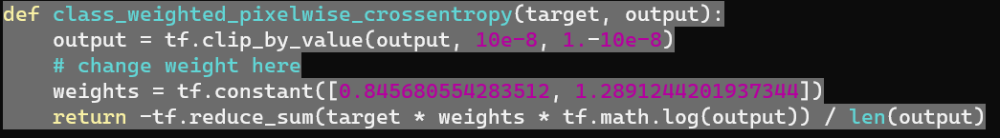 def class_weighted_pixelwise_crossentropy(target, output):
    output = tf.clip_by_value(output, 10e-8, 1.-10e-8)
    # change weight here
    weights = tf.constant([0.845680554283512, 1.2891244201937344])
    return -tf.reduce_sum(target * weights * tf.math.log(output)) / len(output)